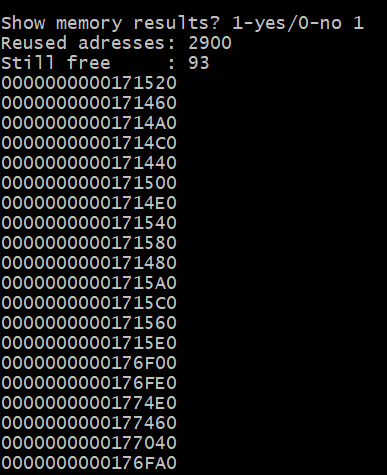 Show memory results? 1-yes/0-no 1
Reused adresses: 2900
Still free     : 93
0000000000171520
0000000000171460
00000000001714A0
00000000001714C0
0000000000171440
0000000000171500
00000000001714E0
0000000000171540
0000000000171580
0000000000171480
00000000001715A0
00000000001715C0
0000000000171560
00000000001715E0
0000000000176F00
0000000000176FE0
00000000001774E0
0000000000177460
0000000000177040
0000000000176FA0